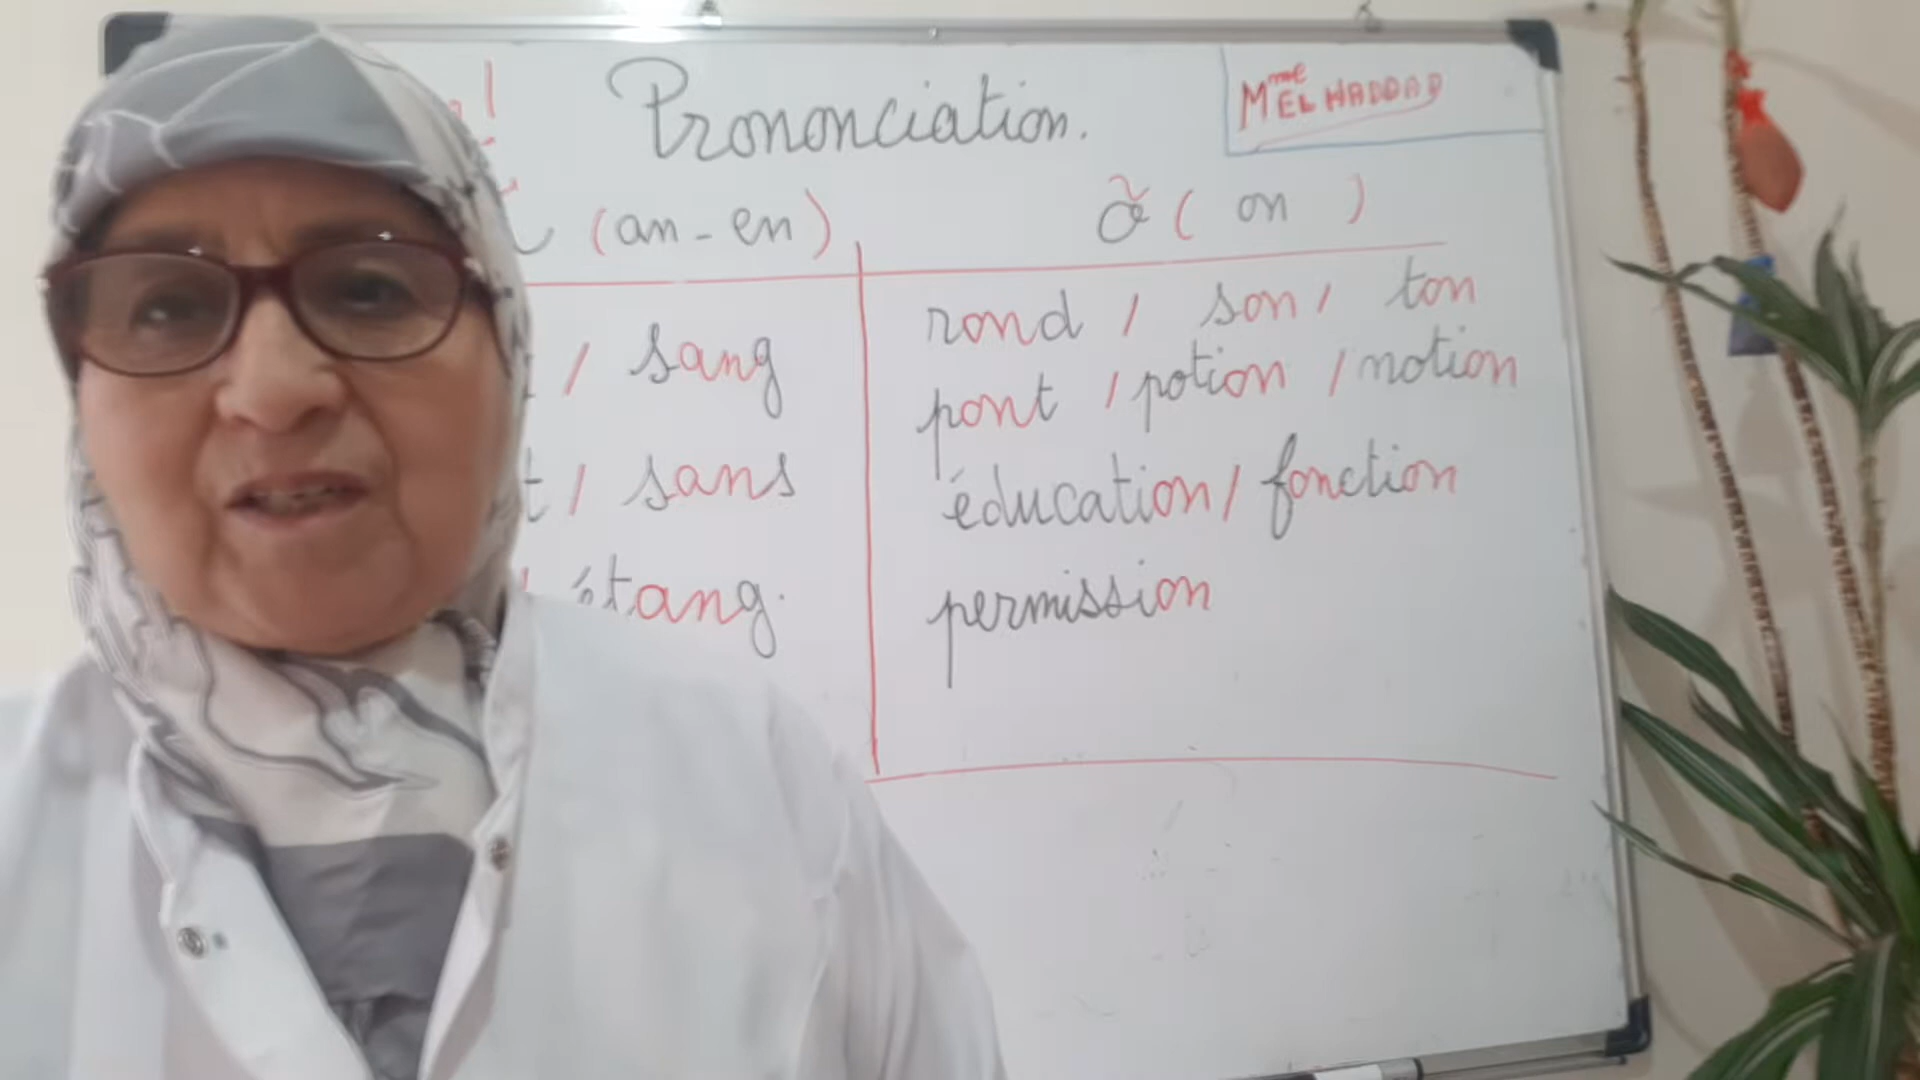 Prononciation.
Mme EL HADDAD
(an - en)
õ ( on )
/ sang
rond / son / ton
pont / potion / notion
t / sans
éducation / fonction
/ étang.
permission